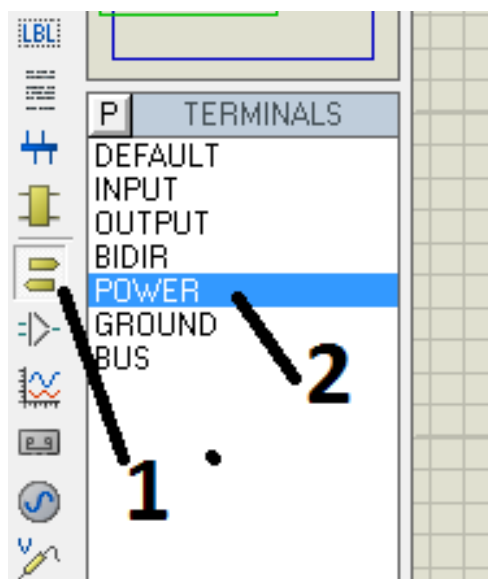 LBL
P TERMINALS
DEFAULT
INPUT
OUTPUT
BIDIR
POWER
GROUND
BUS
2
1
V